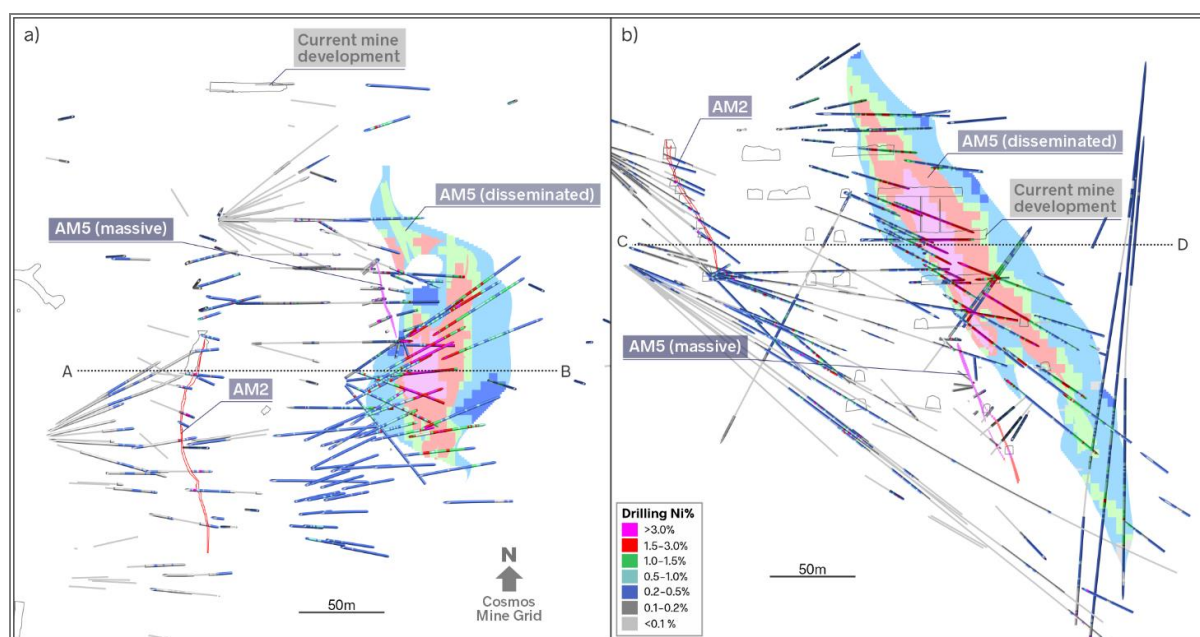 a)
Current mine
development
AM5 (disseminated)
AM5 (massive)
A
B
AM2
N
Cosmos
Mine Grid
50m
b)
AM2
AM5 (disseminated)
Current mine
development
C
D
AM5 (massive)
Drilling Ni%
>3.0%
1.5–3.0%
1.0–1.5%
0.5–1.0%
0.2–0.5%
0.1–0.2%
<0.1 %
50m